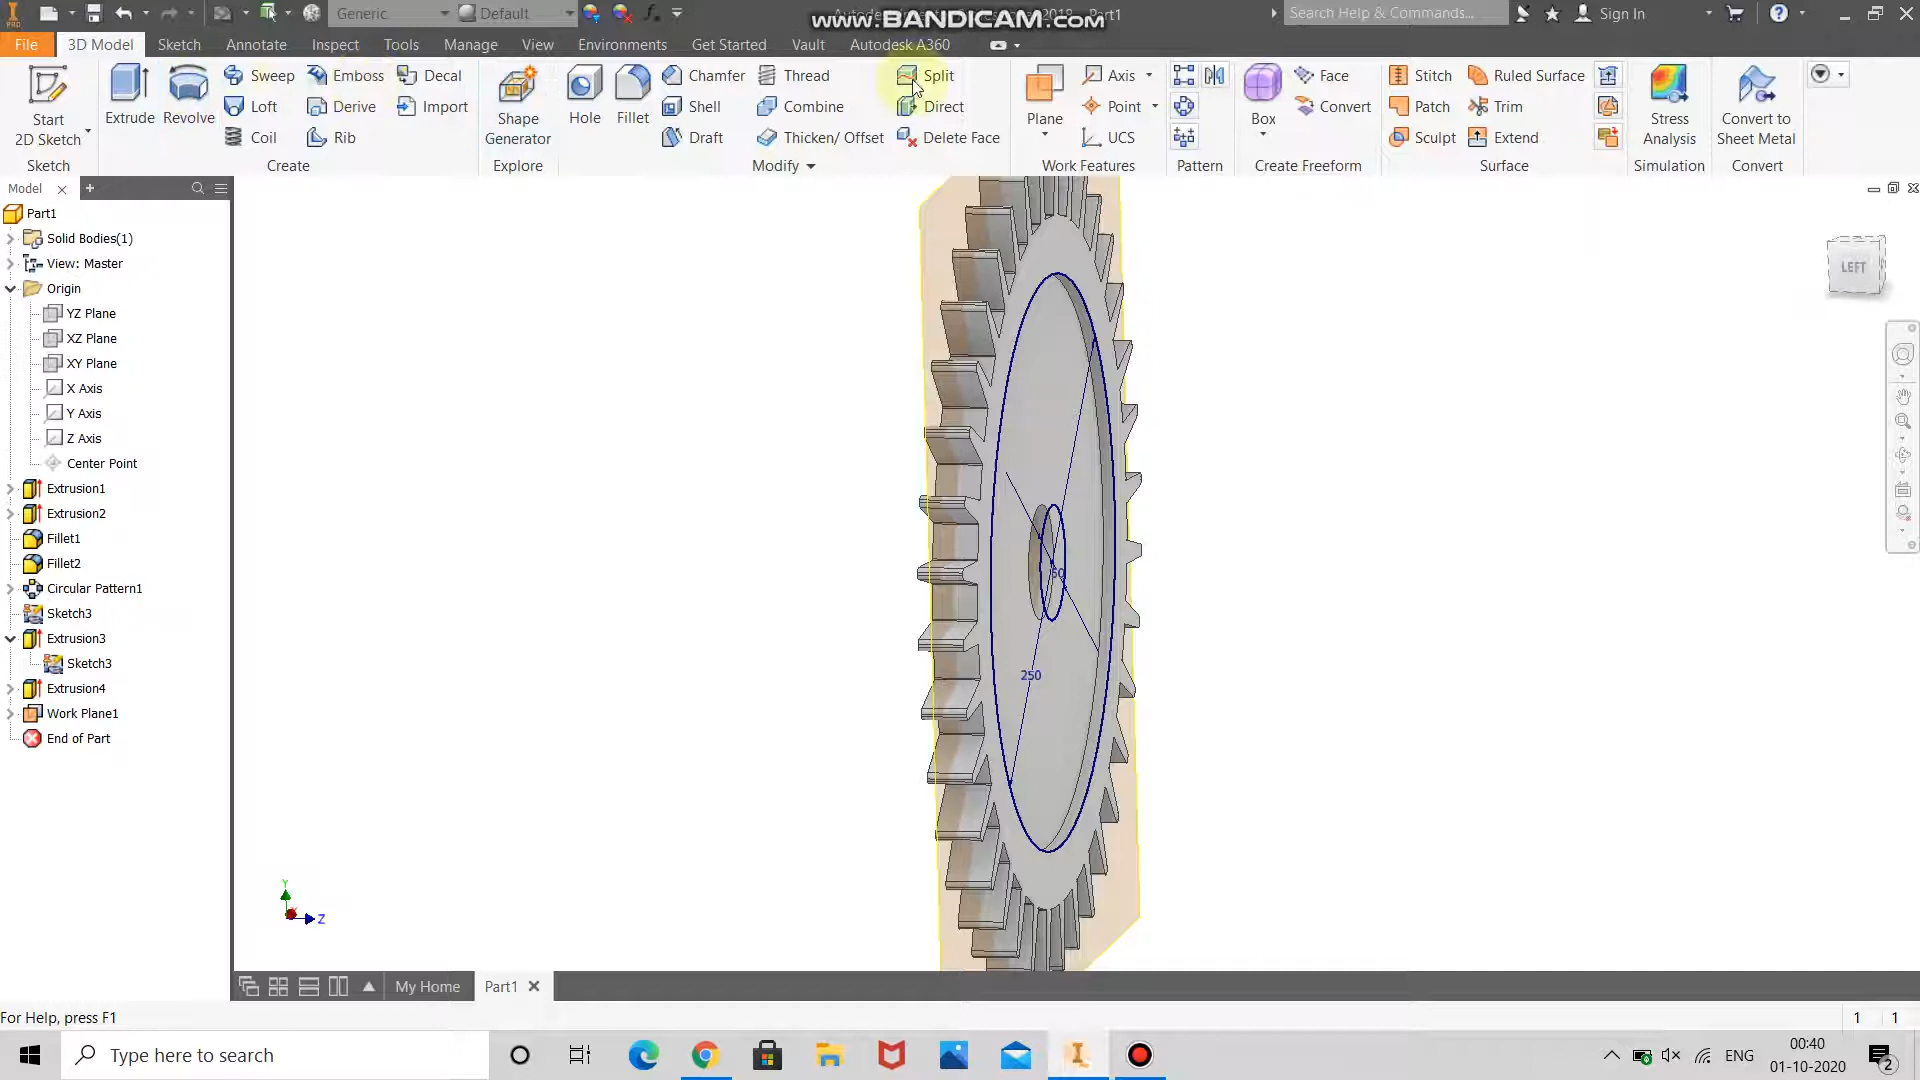 Generic
Default
www.BANDICAM.com
2018
Part1
Search Help & Commands...
Sign In
PRO
File
3D Model
Sketch
Annotate
Inspect
Tools
Manage
View
Environments
Get Started
Vault
Autodesk A360
Start
2D Sketch
Sketch
Extrude
Revolve
Sweep
Loft
Coil
Emboss
Derive
Rib
Decal
Import
Create
Shape
Generator
Explore
Hole
Fillet
Chamfer
Shell
Draft
Thread
Combine
Thicken/ Offset
Split
Direct
Delete Face
Modify
Plane
Axis
Point
UCS
Work Features
Pattern
Box
Face
Convert
Create Freeform
Stitch
Patch
Sculpt
Ruled Surface
Trim
Extend
Surface
Stress
Analysis
Simulation
Convert to
Sheet Metal
Convert
Model
Part1
Solid Bodies(1)
View: Master
Origin
YZ Plane
XZ Plane
XY Plane
X Axis
Y Axis
Z Axis
Center Point
Extrusion1
Extrusion2
Fillet1
Fillet2
Circular Pattern1
Sketch3
Extrusion3
Sketch3
Extrusion4
Work Plane1
End of Part
LEFT
250
Y
Z
My Home
Part1
For Help, press F1
1 1
Type here to search
ENG
00:40
01-10-2020
2